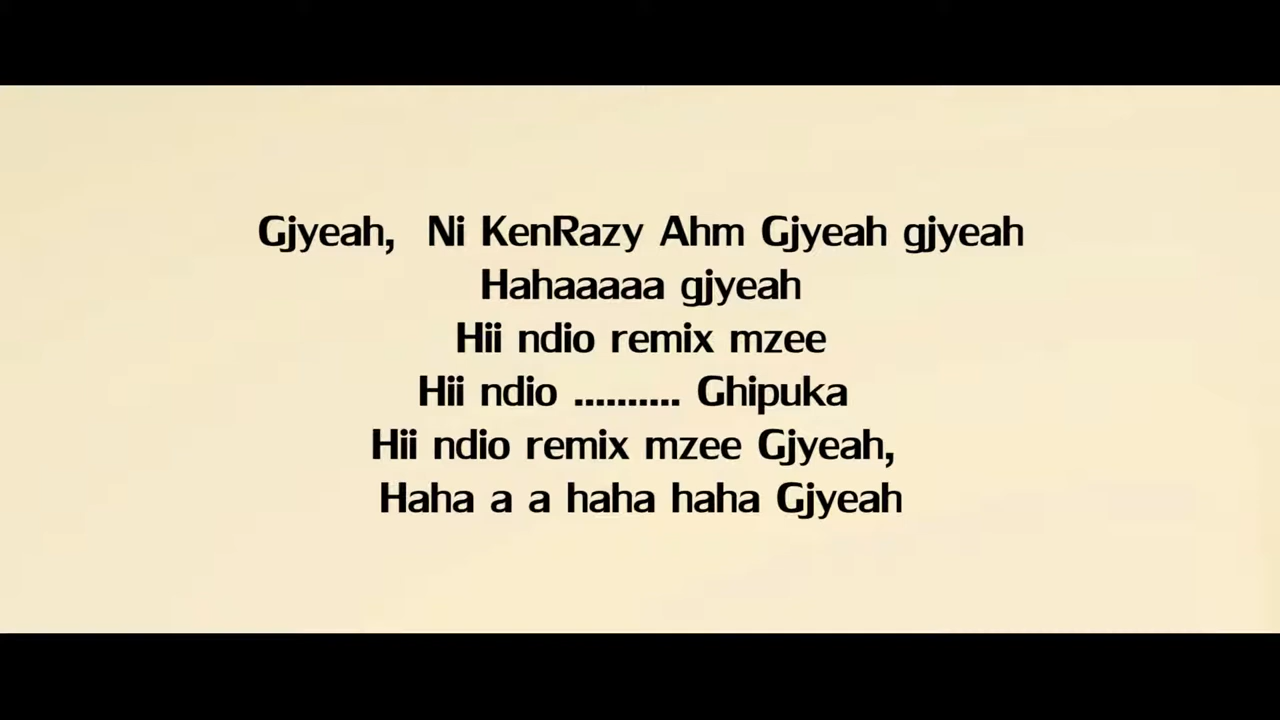 Gjyeah,  Ni KenRazy Ahm Gjyeah gjyeah
Hahaaaaa gjyeah
Hii ndio remix mzee
Hii ndio .......... Ghipuka
Hii ndio remix mzee Gjyeah,
Haha a a haha haha Gjyeah